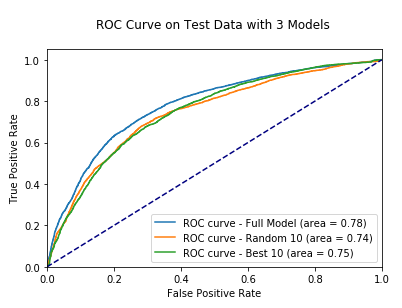 ROC Curve on Test Data with 3 Models
1.0
0.8
0.6
0.4
0.2
0.0
True Positive Rate
ROC curve - Full Model (area = 0.78)
ROC curve - Random 10 (area = 0.74)
ROC curve - Best 10 (area = 0.75)
0.0 0.2 0.4 0.6 0.8 1.0
False Positive Rate